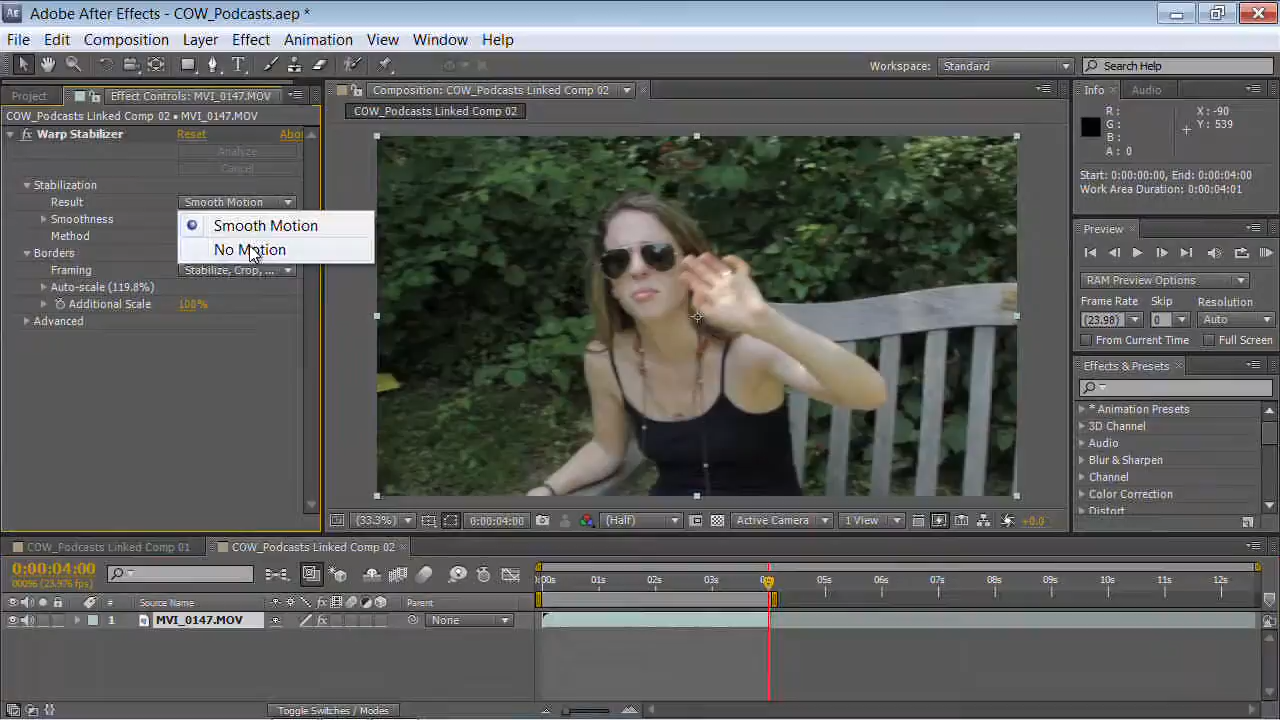 Adobe After Effects - COW_Podcasts.aep *
File Edit Composition Layer Effect Animation View Window Help
Workspace: Standard Search Help
Project Effect Controls: MVI_0147.MOV
COW_Podcasts Linked Comp 02 • MVI_0147.MOV
Warp Stabilizer Reset Abou
Analyze
Cancel
Stabilization
Result Smooth Motion
Smoothness
Method
Smooth Motion
No Motion
Borders
Framing Stabilize, Crop, ...
Auto-scale (119.8%)
Additional Scale 100%
Advanced
Composition: COW_Podcasts Linked Comp 02
COW_Podcasts Linked Comp 02
(33.3%) 0:00:04:00 (Half) Active Camera 1 View +0.0
Info Audio
R : X : -90
G : Y : 539
B :
A : 0
Start: 0:00:00:00, End: 0:00:04:00
Work Area Duration: 0:00:04:01
Preview
RAM Preview Options
Frame Rate Skip Resolution
(23.98) 0 Auto
From Current Time Full Screen
Effects & Presets
* Animation Presets
3D Channel
Audio
Blur & Sharpen
Channel
Color Correction
Distort
COW_Podcasts Linked Comp 01 COW_Podcasts Linked Comp 02
0:00:04:00
00096 (23.976 fps)
# Source Name Parent
1 MVI_0147.MOV None
0:00s 01s 02s 03s 05s 06s 07s 08s 09s 10s 11s 12s
Toggle Switches / Modes